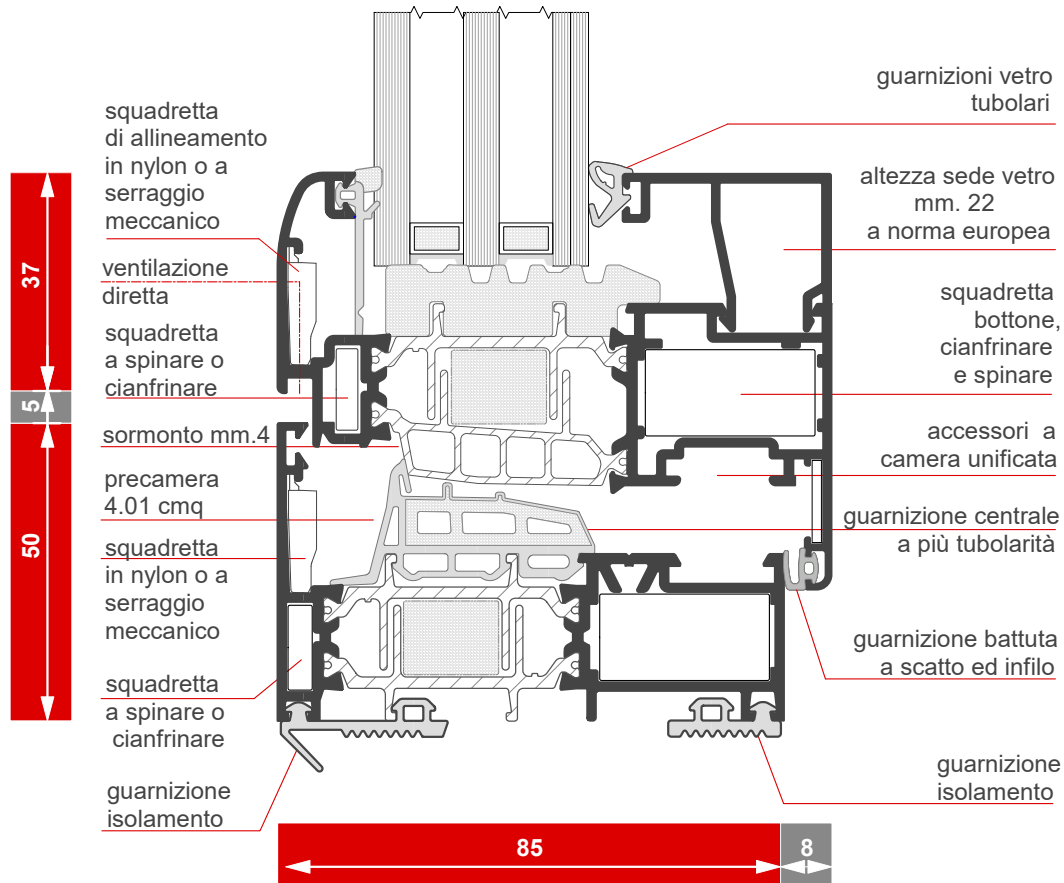 squadretta
di allineamento
in nylon o a
serraggio
meccanico
ventilazione
diretta
squadretta
a spinare o
cianfrinare
sormonto mm.4
precamera
4.01 cmq
squadretta
in nylon o a
serraggio
meccanico
squadretta
a spinare o
cianfrinare
guarnizione
isolamento
guarnizioni vetro
tubolari
altezza sede vetro
mm. 22
a norma europea
squadretta
bottone,
cianfrinare
e spinare
accessori a
camera unificata
guarnizione centrale
a più tubolarità
guarnizione battuta
a scatto ed infilo
guarnizione
isolamento
37
5
50
85
8